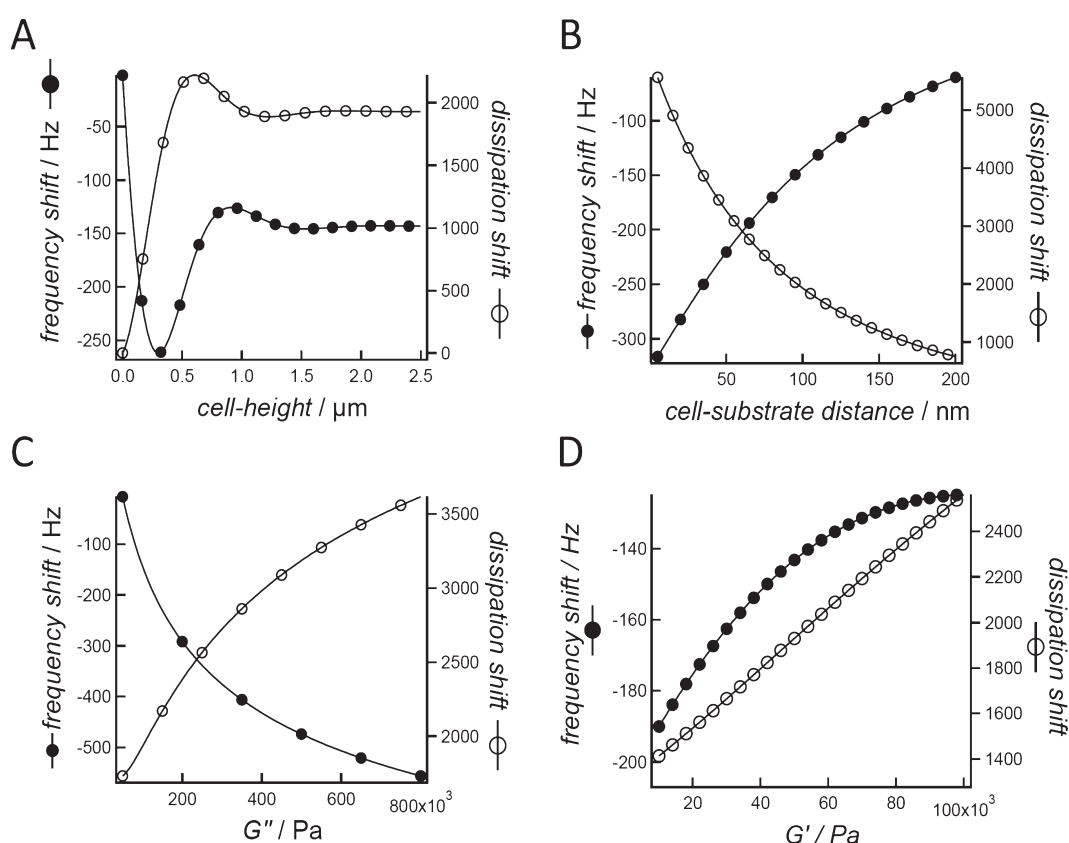 A
frequency shift / Hz
-50
-100
-150
-200
-250
2000
1500
1000
500
0
dissipation shift
0.0 0.5 1.0 1.5 2.0 2.5
cell-height / µm
B
frequency shift / Hz
-100
-150
-200
-250
-300
5000
4000
3000
2000
1000
dissipation shift
50 100 150 200
cell-substrate distance / nm
C
frequency shift / Hz
-100
-200
-300
-400
-500
3500
3000
2500
2000
dissipation shift
200 400 600 800x10³
G'' / Pa
D
frequency shift / Hz
-140
-160
-180
-200
2400
2200
2000
1800
1600
1400
dissipation shift
20 40 60 80 100x10³
G' / Pa